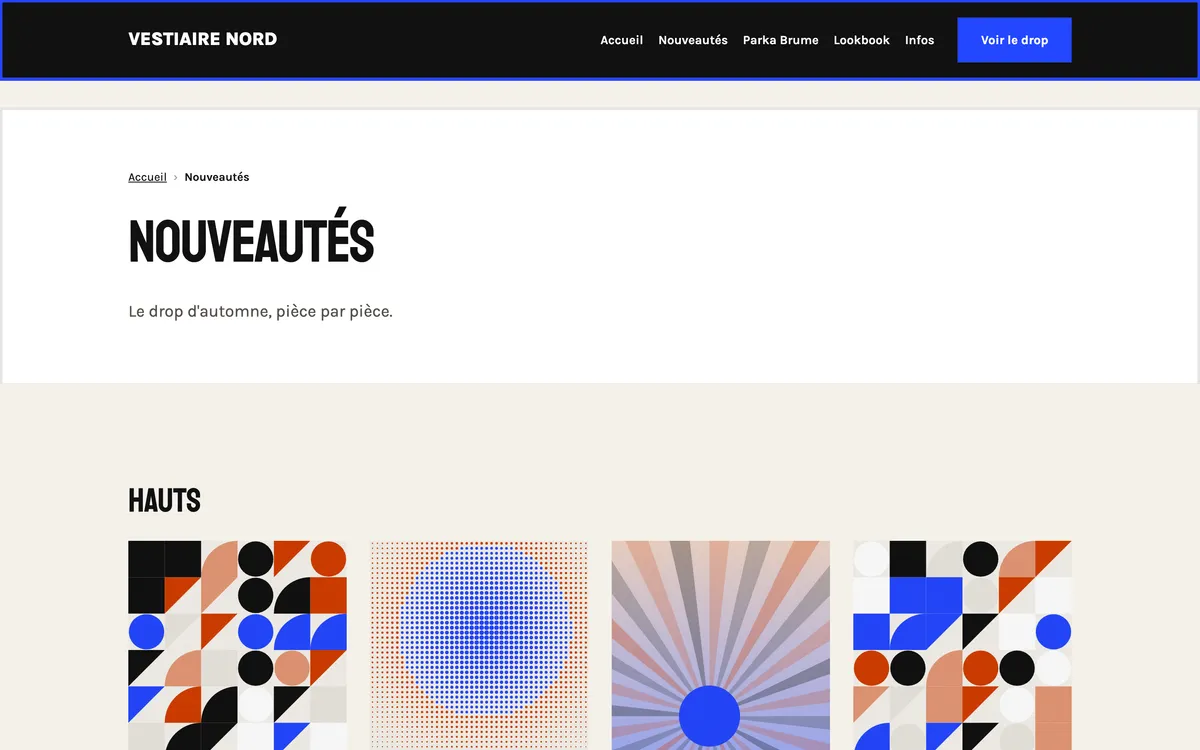 VESTIAIRE NORD
Accueil Nouveautés Parka Brume Lookbook Infos Voir le drop
Accueil › Nouveautés
NOUVEAUTÉS
Le drop d'automne, pièce par pièce.
HAUTS